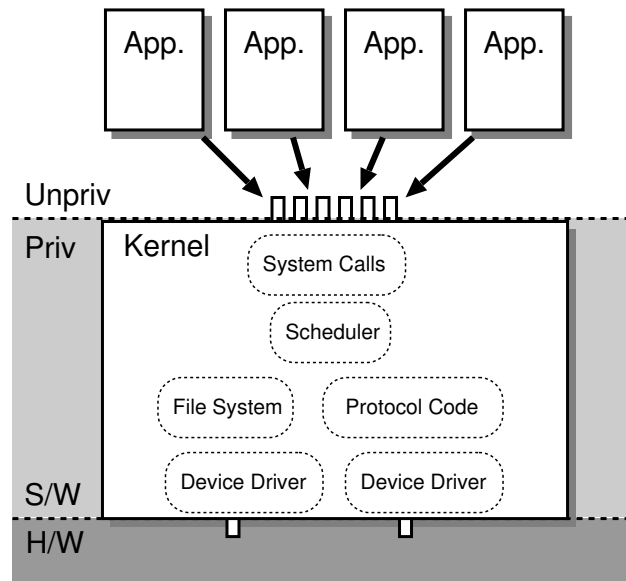 App. App. App. App.
Unpriv
Priv
Kernel
System Calls
Scheduler
File System
Protocol Code
Device Driver
Device Driver
S/W
H/W